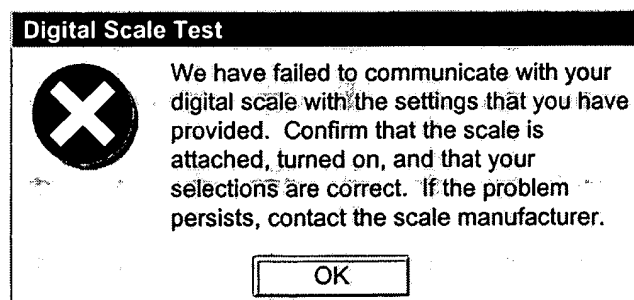 Digital Scale Test
We have failed to communicate with your
digital scale with the settings that you have
provided. Confirm that the scale is
attached, turned on, and that your
selections are correct. If the problem
persists, contact the scale manufacturer.
OK